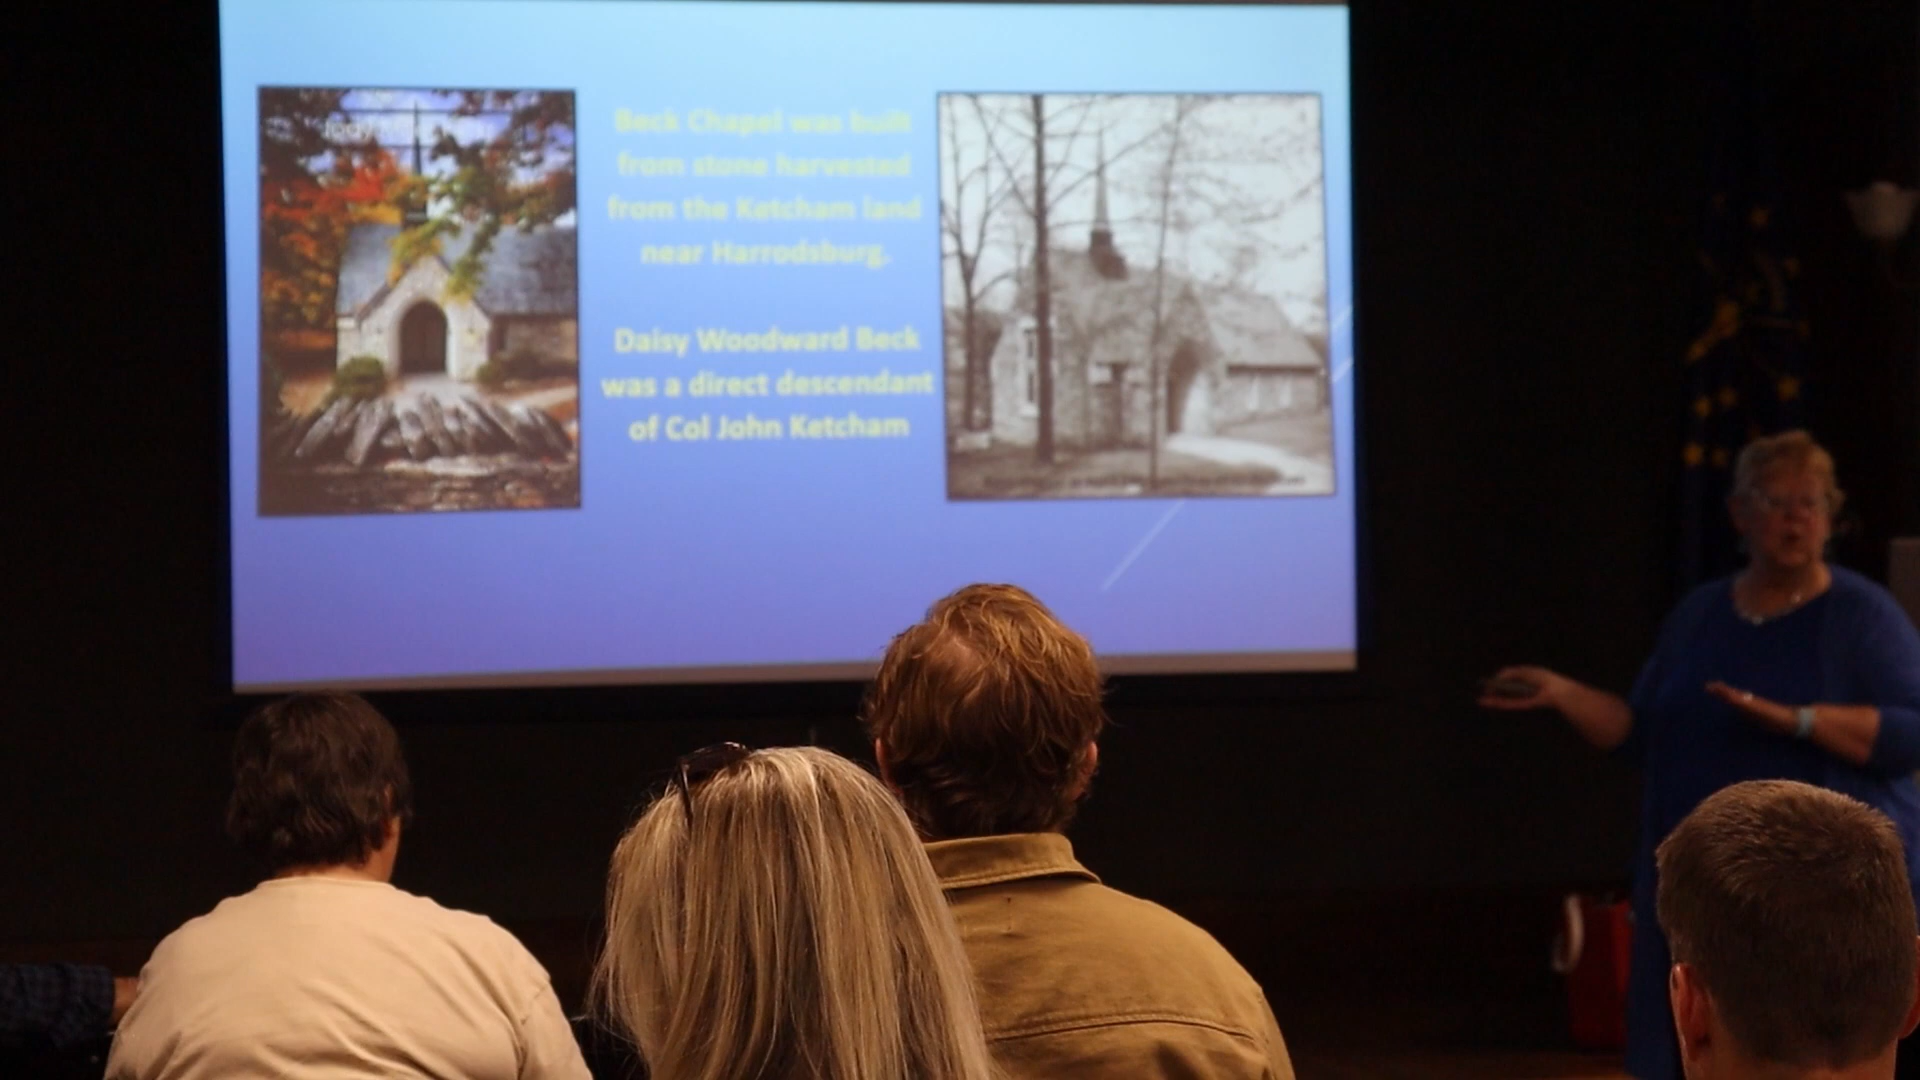 Beck Chapel was built
from stone harvested
from the Ketcham land
near Harrodsburg.
Daisy Woodward Beck
was a direct descendant
of Col John Ketcham